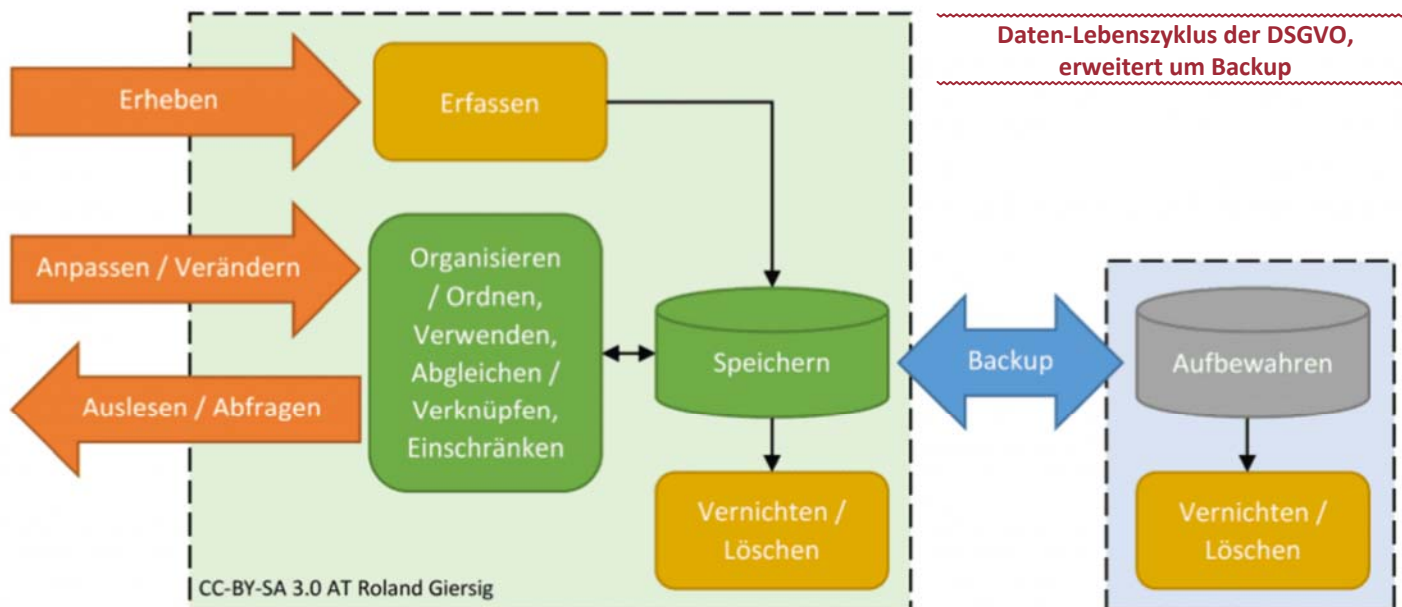 Daten-Lebenszyklus der DSGVO,
erweitert um Backup
Erheben
Erfassen
Anpassen / Verändern
Auslesen / Abfragen
Organisieren
/ Ordnen,
Verwenden,
Abgleichen /
Verknüpfen,
Einschränken
Speichern
Backup
Aufbewahren
Vernichten /
Löschen
Vernichten /
Löschen
CC-BY-SA 3.0 AT Roland Giersig